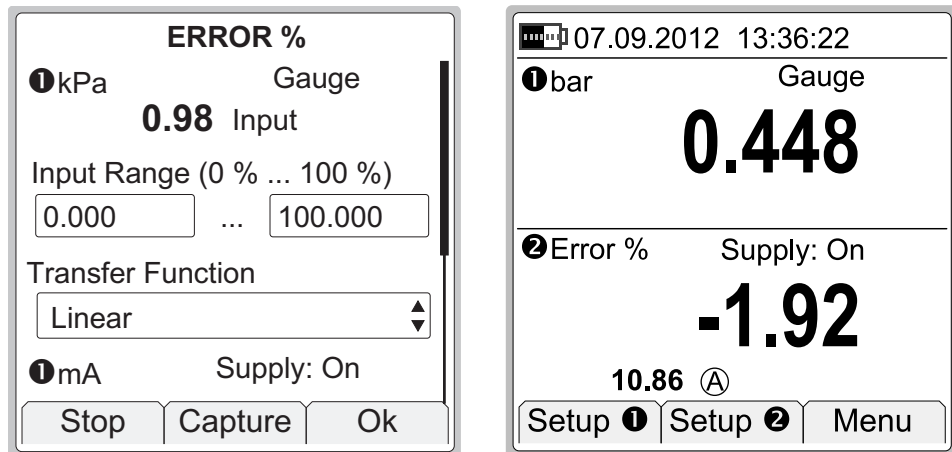 ERROR %
❶kPa Gauge
0.98 Input
Input Range (0 % ... 100 %)
0.000 ... 100.000
Transfer Function
Linear
❶mA Supply: On
Stop Capture Ok
07.09.2012 13:36:22
❶bar Gauge
0.448
❷Error % Supply: On
-1.92
10.86 Ⓐ
Setup ❶ Setup ❷ Menu